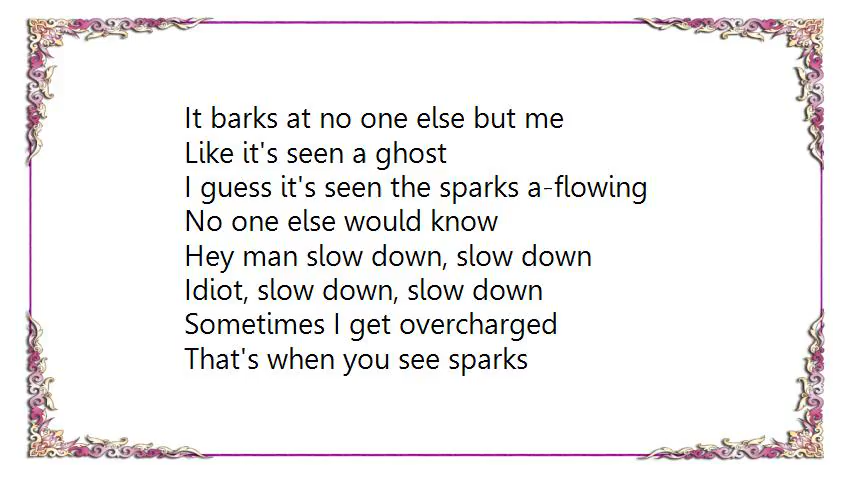 It barks at no one else but me
Like it's seen a ghost
I guess it's seen the sparks a-flowing
No one else would know
Hey man slow down, slow down
Idiot, slow down, slow down
Sometimes I get overcharged
That's when you see sparks